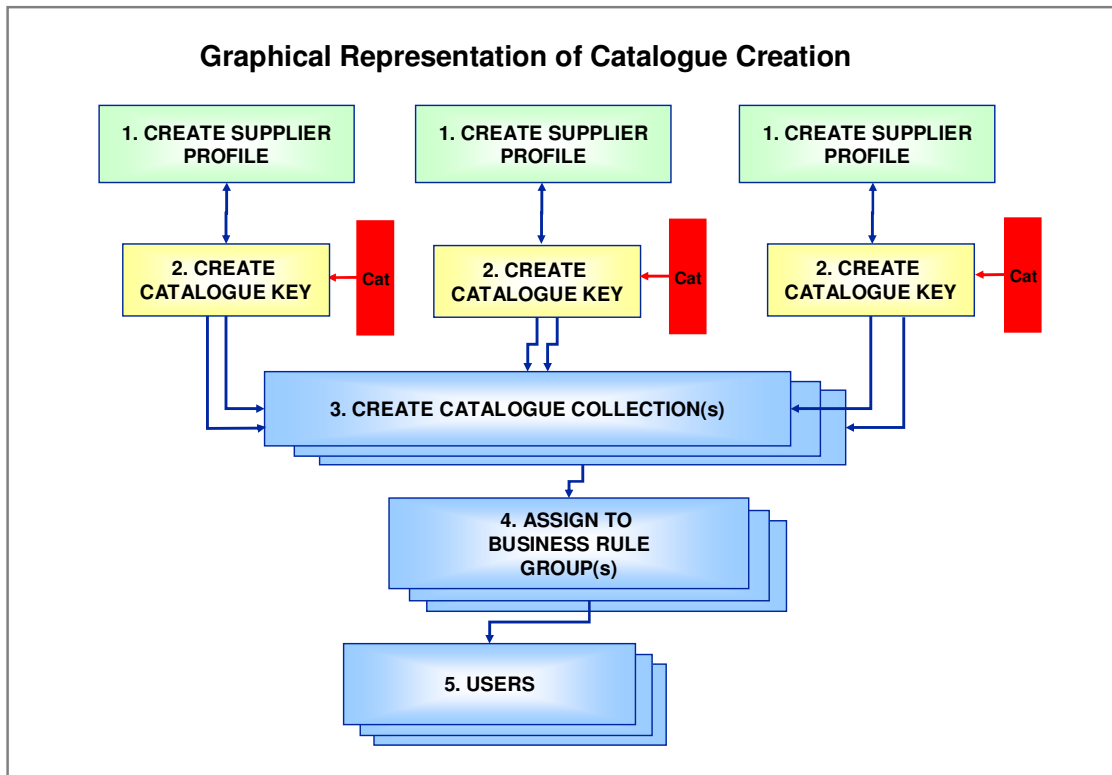 Graphical Representation of Catalogue Creation
1. CREATE SUPPLIER
PROFILE
1. CREATE SUPPLIER
PROFILE
1. CREATE SUPPLIER
PROFILE
2. CREATE
CATALOGUE KEY
Cat
2. CREATE
CATALOGUE KEY
Cat
2. CREATE
CATALOGUE KEY
Cat
3. CREATE CATALOGUE COLLECTION(s)
4. ASSIGN TO
BUSINESS RULE
GROUP(s)
5. USERS